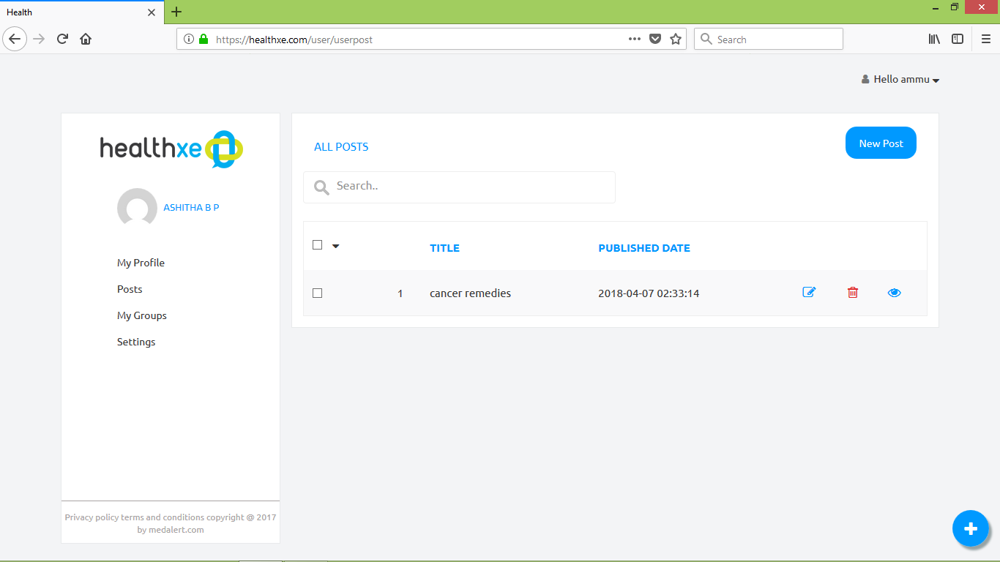 Health
https://healthxe.com/user/userpost
Search
Hello ammu
healthxe
ASHITHA B P
My Profile
Posts
My Groups
Settings
Privacy policy terms and conditions copyright @ 2017
by medalert.com
ALL POSTS
New Post
Search..
TITLE PUBLISHED DATE
1 cancer remedies 2018-04-07 02:33:14